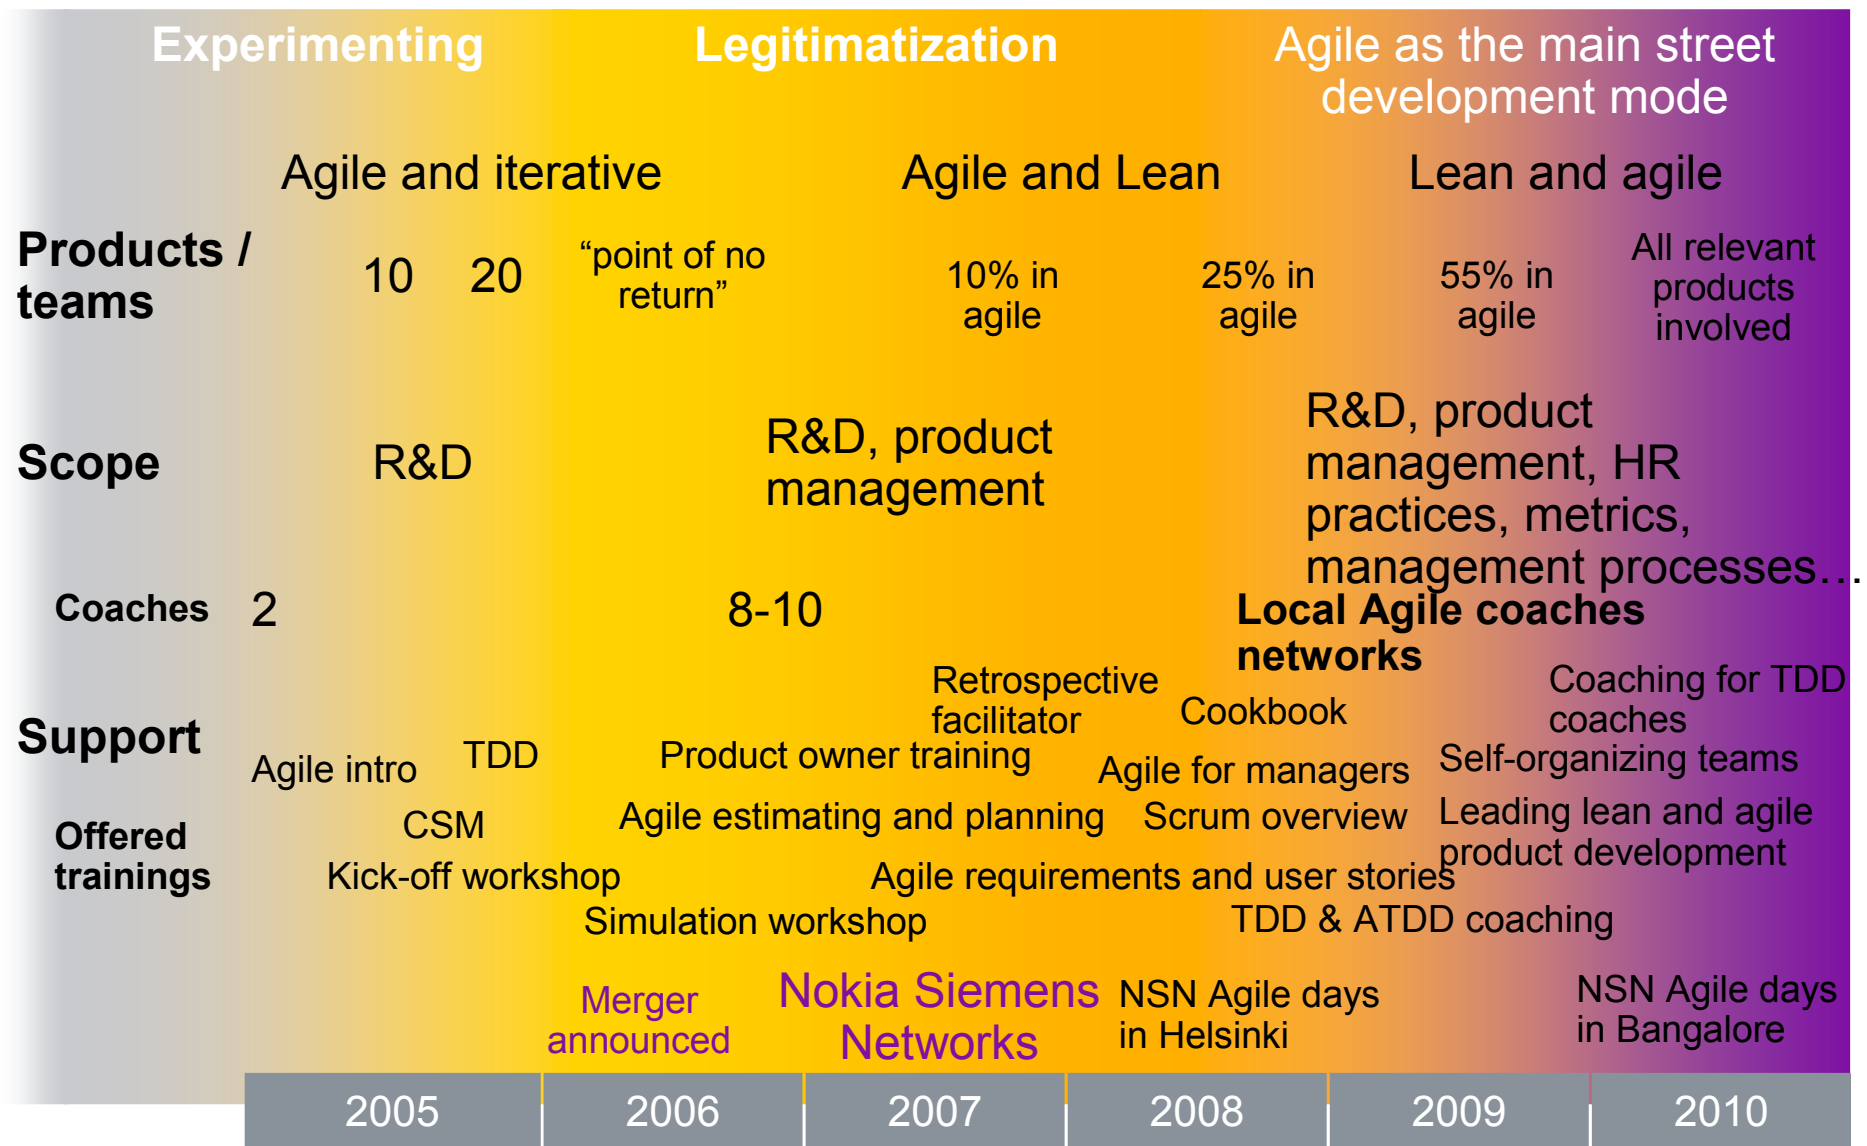 Experimenting
Legitimatization
Agile as the main street
development mode
Agile and iterative
Agile and Lean
Lean and agile
Products /
teams
10
20
“point of no
return”
10% in
agile
25% in
agile
55% in
agile
All relevant
products
involved
Scope
R&D
R&D, product
management
R&D, product
management, HR
practices, metrics,
management processes…
Coaches
2
8-10
Local Agile coaches
networks
Support
Retrospective
facilitator
Cookbook
Coaching for TDD
coaches
Agile intro
TDD
Product owner training
Agile for managers
Self-organizing teams
Offered
trainings
CSM
Agile estimating and planning
Scrum overview
Leading lean and agile
product development
Kick-off workshop
Agile requirements and user stories
Simulation workshop
TDD & ATDD coaching
Merger
announced
Nokia Siemens
Networks
NSN Agile days
in Helsinki
NSN Agile days
in Bangalore
2005
2006
2007
2008
2009
2010